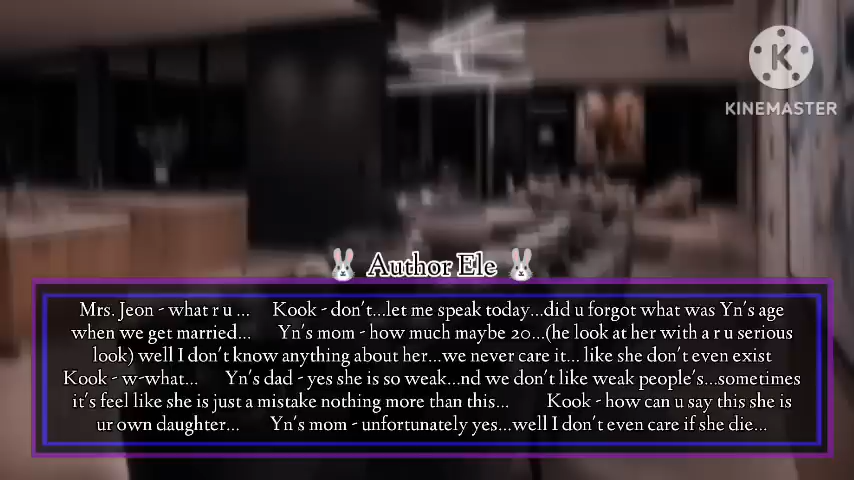 K
KINEMASTER
🐰 Author Ele 🐰
Mrs. Jeon - what r u ... Kook - don't...let me speak today...did u forgot what was Yn's age
when we get married... Yn's mom - how much maybe 20...(he look at her with a r u serious
look) well I don't know anything about her...we never care it... like she don't even exist
Kook - w-what... Yn's dad - yes she is so weak...nd we don't like weak people's...sometimes
it's feel like she is just a mistake nothing more than this... Kook - how can u say this she is
ur own daughter... Yn's mom - unfortunately yes...well I don't even care if she die...